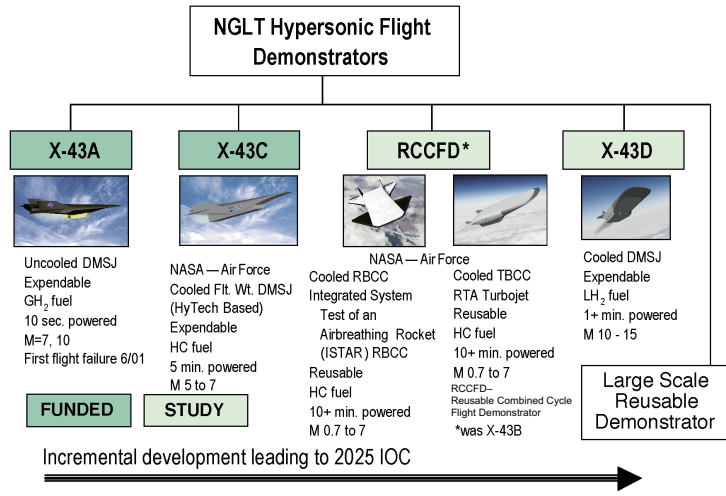 NGLT Hypersonic Flight
Demonstrators
X-43A
X-43C
RCCFD*
X-43D
Uncooled DMSJ
Expendable
GH2 fuel
10 sec. powered
M=7, 10
First flight failure 6/01
NASA — Air Force
Cooled Flt. Wt. DMSJ
(HyTech Based)
Expendable
HC fuel
5 min. powered
M 5 to 7
NASA — Air Force
Cooled RBCC
Integrated System
Test of an
Airbreathing Rocket
(ISTAR) RBCC
Reusable
HC fuel
10+ min. powered
M 0.7 to 7
Cooled TBCC
RTA Turbojet
Reusable
HC fuel
10+ min. powered
M 0.7 to 7
RCCFD–
Reusable Combined Cycle
Flight Demonstrator
*was X-43B
Cooled DMSJ
Expendable
LH2 fuel
1+ min. powered
M 10 - 15
Large Scale
Reusable
Demonstrator
FUNDED
STUDY
Incremental development leading to 2025 IOC